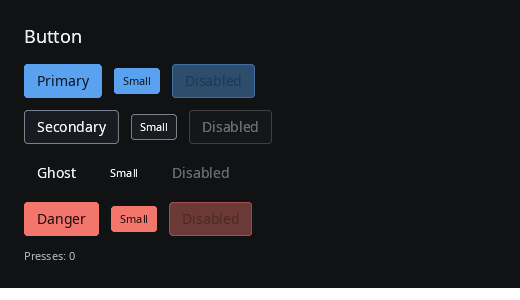 Button
Primary Small Disabled
Secondary Small Disabled
Ghost Small Disabled
Danger Small Disabled
Presses: 0